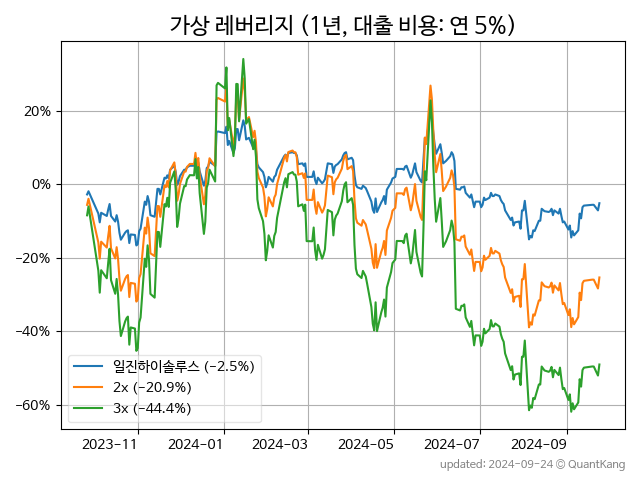 가상 레버리지 (1년, 대출 비용: 연 5%)
20%
0%
−20%
−40%
−60%
일진하이솔루스 (−2.5%)
2x (−20.9%)
3x (−44.4%)
2023-11 2024-01 2024-03 2024-05 2024-07 2024-09
updated: 2024-09-24 © QuantKang